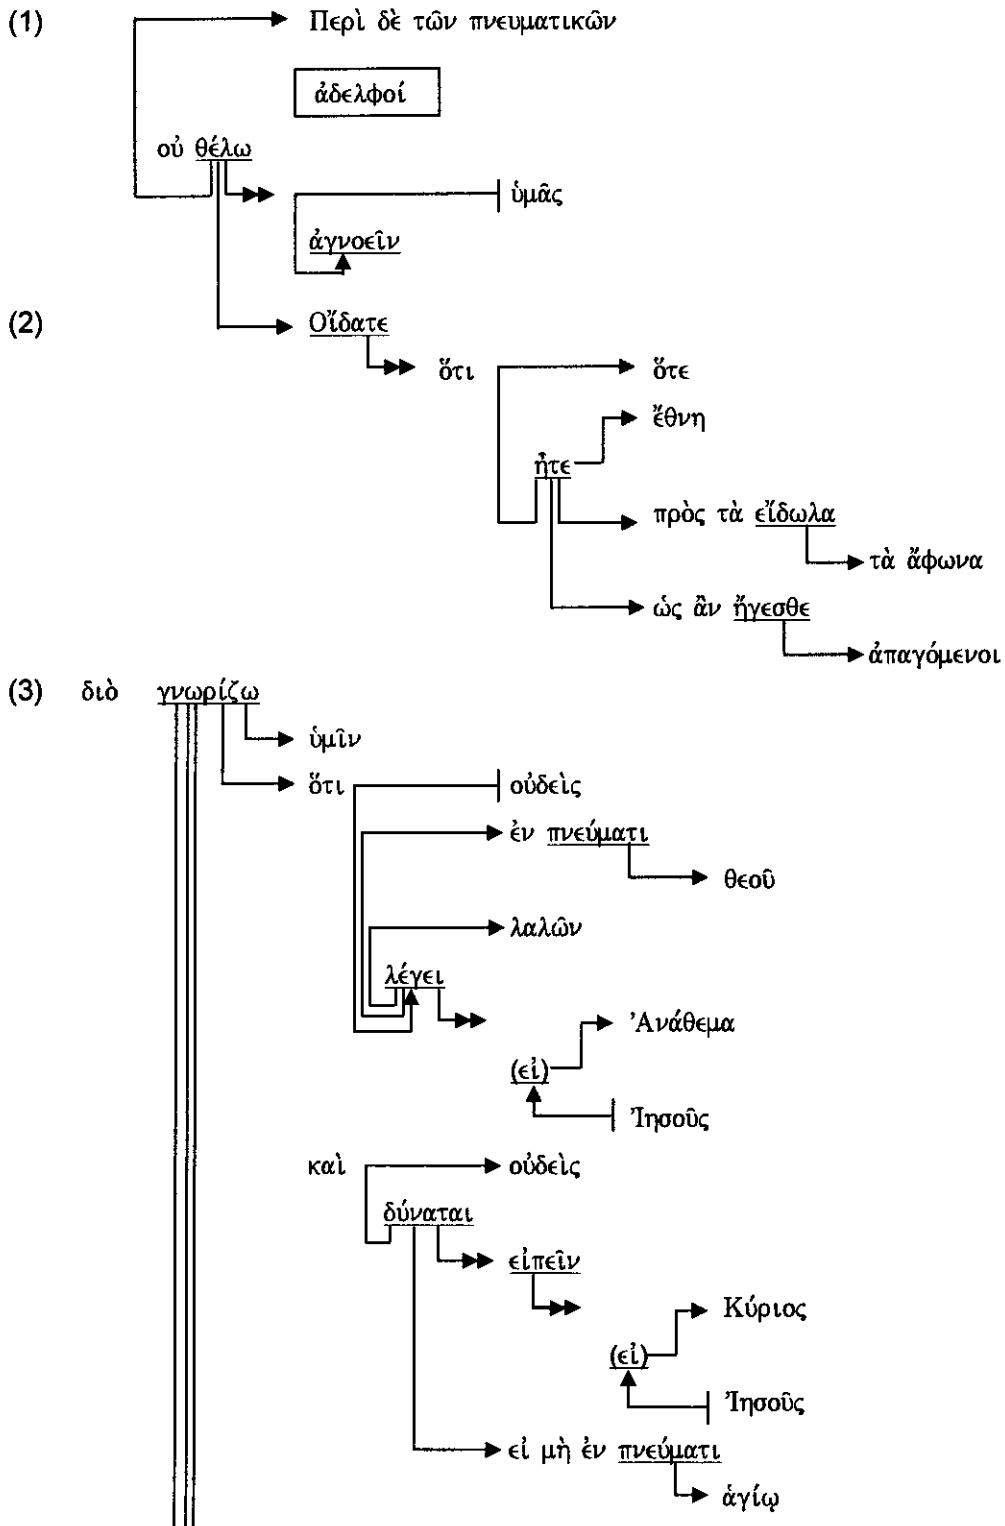 (1) Περὶ δὲ τῶν πνευματικῶν
ἀδελφοί
οὐ θέλω
ὑμᾶς
ἀγνοεῖν
(2) Οἴδατε
ὅτι ὅτε
ἔθνη
ἦτε
πρὸς τὰ εἴδωλα
τὰ ἄφωνα
ὡς ἂν ἤγεσθε
ἀπαγόμενοι
(3) διὸ γνωρίζω
ὑμῖν
ὅτι οὐδεὶς
ἐν πνεύματι
θεοῦ
λαλῶν
λέγει
Ἀνάθεμα
(εἰ)
Ἰησοῦς
καὶ οὐδεὶς
δύναται
εἰπεῖν
Κύριος
(εἰ)
Ἰησοῦς
εἰ μὴ ἐν πνεύματι
ἁγίῳ